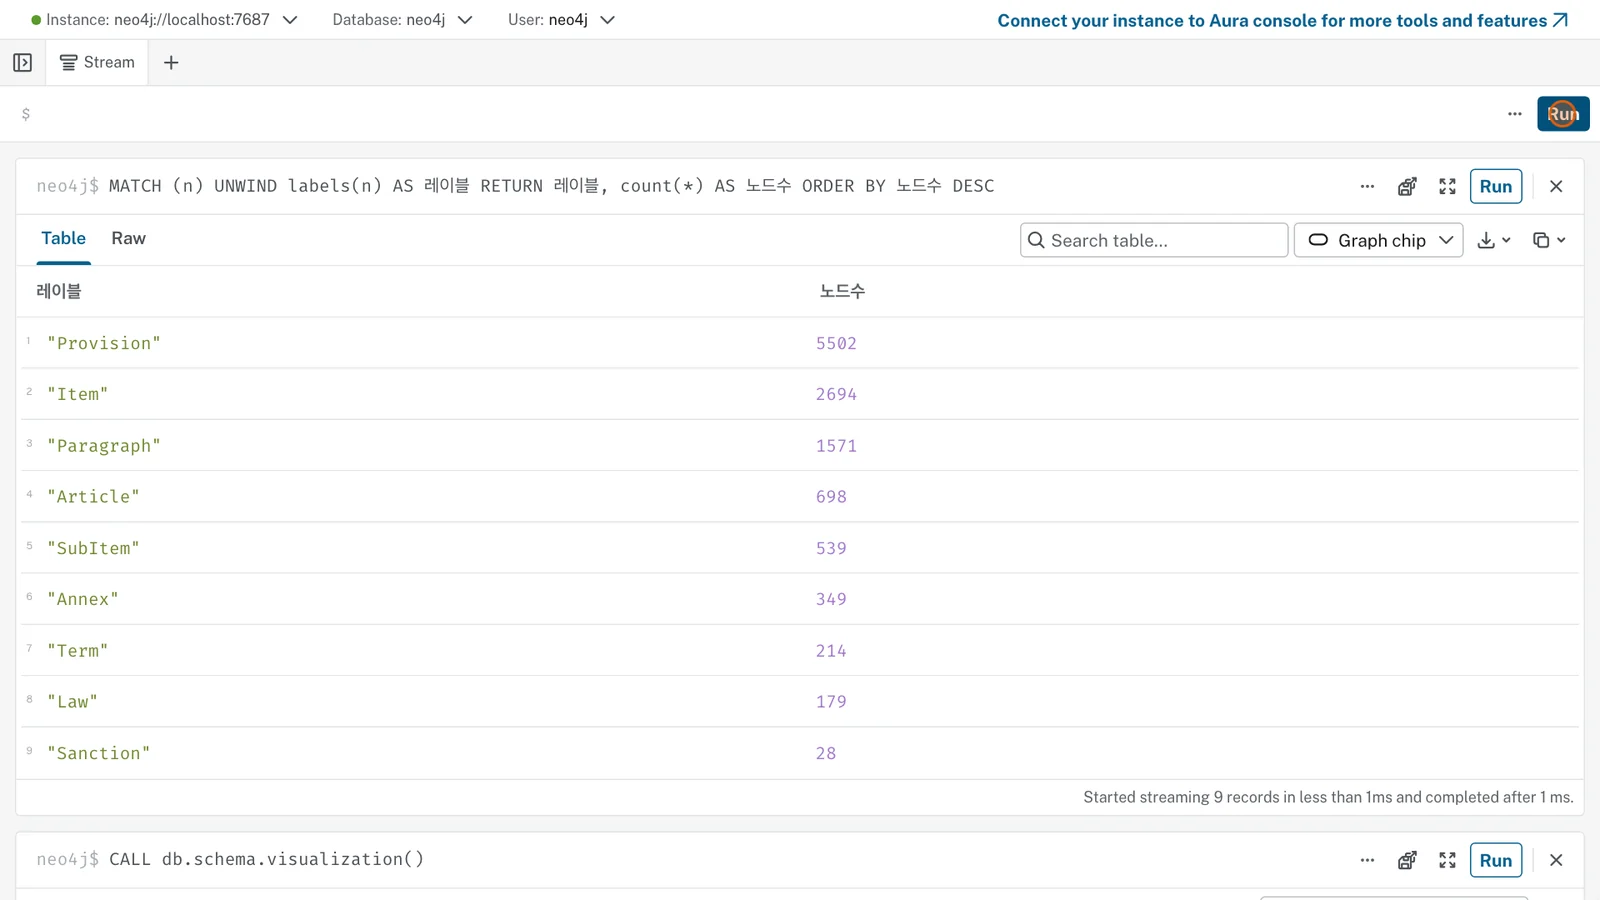 Instance: neo4j://localhost:7687 Database: neo4j User: neo4j Connect your instance to Aura console for more tools and features
Stream
$ Run
neo4j$ MATCH (n) UNWIND labels(n) AS 레이블 RETURN 레이블, count(*) AS 노드수 ORDER BY 노드수 DESC Run
Table Raw Search table... Graph chip
레이블 노드수
1 "Provision" 5502
2 "Item" 2694
3 "Paragraph" 1571
4 "Article" 698
5 "SubItem" 539
6 "Annex" 349
7 "Term" 214
8 "Law" 179
9 "Sanction" 28
Started streaming 9 records in less than 1ms and completed after 1 ms.
neo4j$ CALL db.schema.visualization() Run